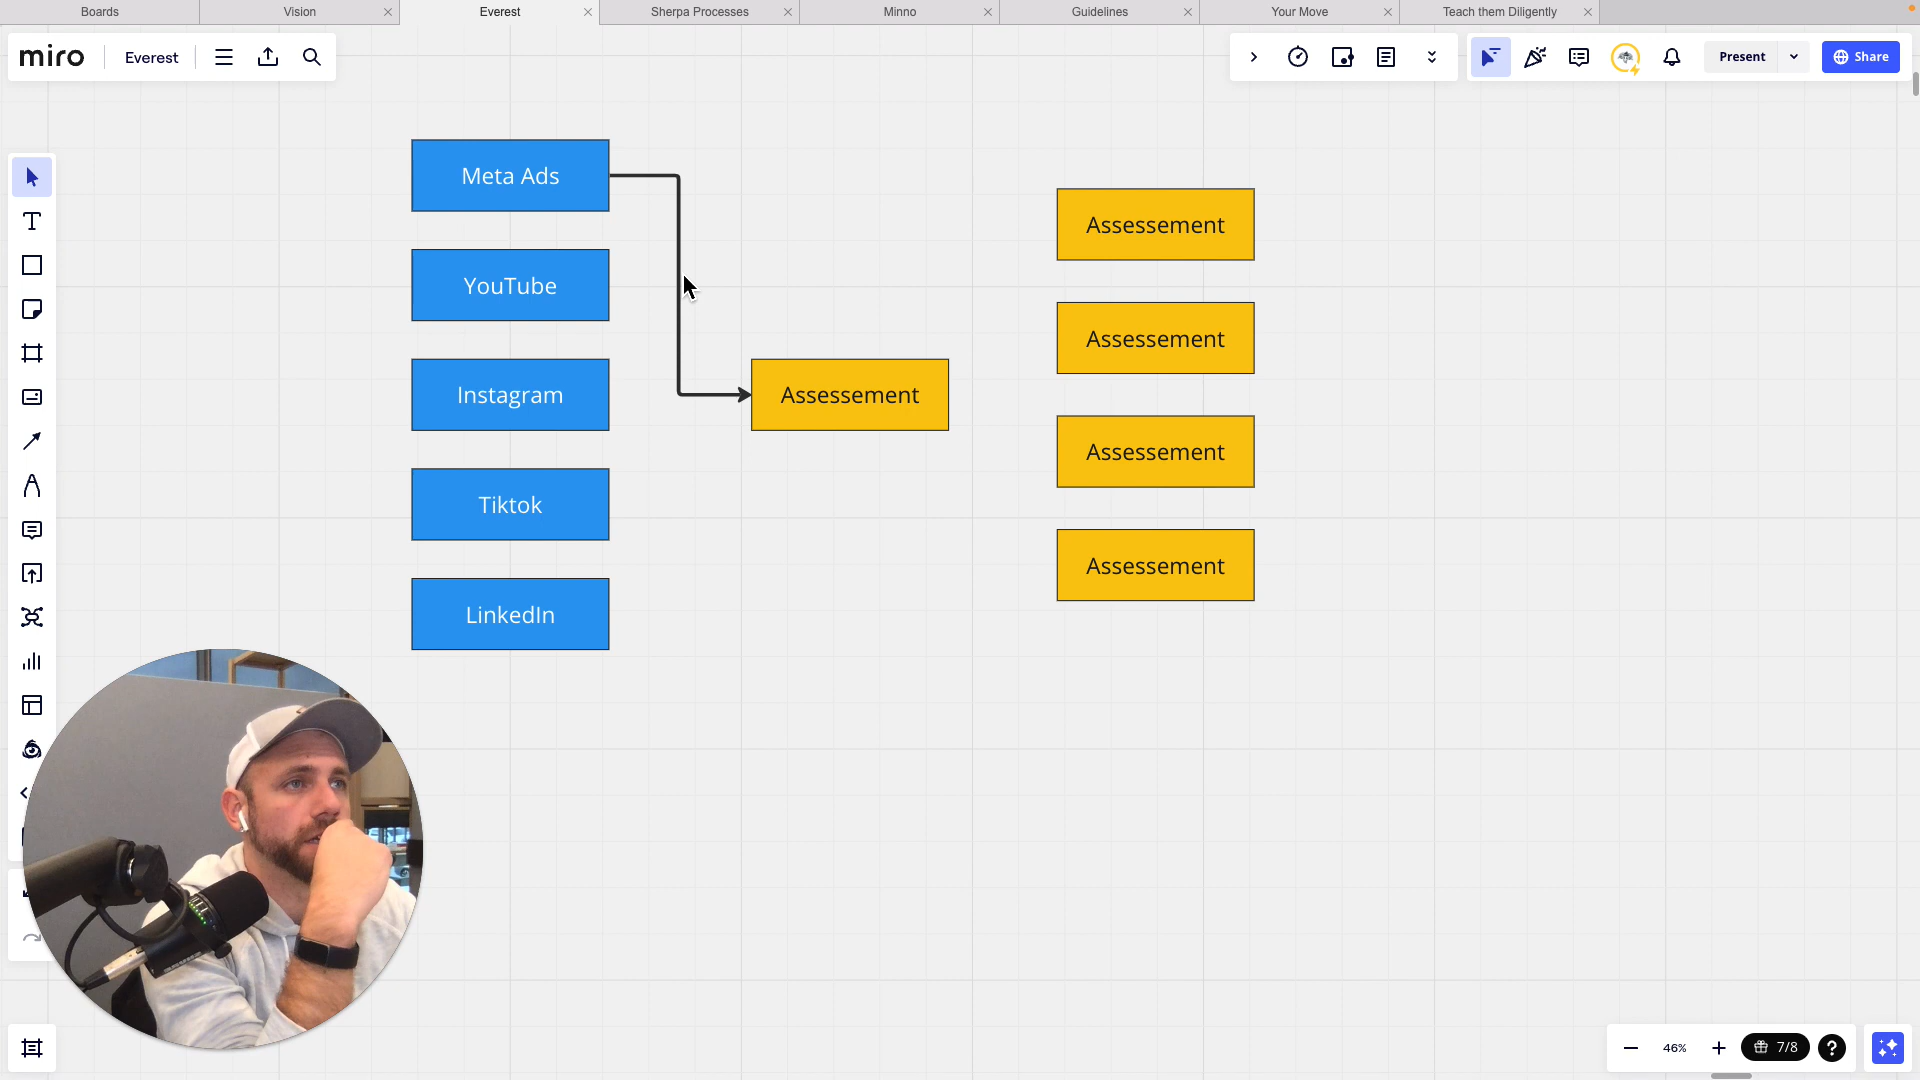 Boards
Vision
Everest
Sherpa Processes
Minno
Guidelines
Your Move
Teach them Diligently
miro
Everest
Present
Share
Meta Ads
Assessement
YouTube
Assessement
Instagram
Assessement
Assessement
Tiktok
Assessement
LinkedIn
46%
7/8